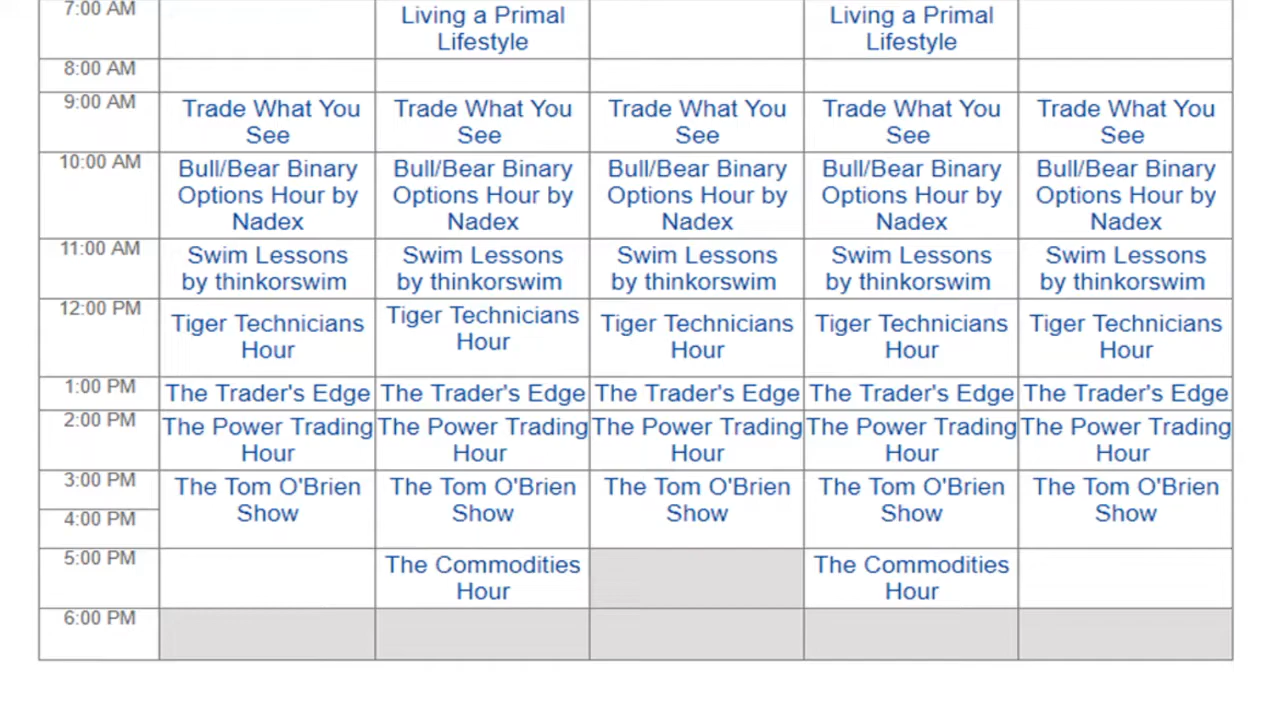 7:00 AM
Living a Primal
Lifestyle
Living a Primal
Lifestyle
8:00 AM
9:00 AM
Trade What You
See
Trade What You
See
Trade What You
See
Trade What You
See
Trade What You
See
10:00 AM
Bull/Bear Binary
Options Hour by
Nadex
Bull/Bear Binary
Options Hour by
Nadex
Bull/Bear Binary
Options Hour by
Nadex
Bull/Bear Binary
Options Hour by
Nadex
Bull/Bear Binary
Options Hour by
Nadex
11:00 AM
Swim Lessons
by thinkorswim
Swim Lessons
by thinkorswim
Swim Lessons
by thinkorswim
Swim Lessons
by thinkorswim
Swim Lessons
by thinkorswim
12:00 PM
Tiger Technicians
Hour
Tiger Technicians
Hour
Tiger Technicians
Hour
Tiger Technicians
Hour
Tiger Technicians
Hour
1:00 PM
The Trader's Edge
The Trader's Edge
The Trader's Edge
The Trader's Edge
The Trader's Edge
2:00 PM
The Power Trading
Hour
The Power Trading
Hour
The Power Trading
Hour
The Power Trading
Hour
The Power Trading
Hour
3:00 PM
The Tom O'Brien
Show
The Tom O'Brien
Show
The Tom O'Brien
Show
The Tom O'Brien
Show
The Tom O'Brien
Show
4:00 PM
5:00 PM
The Commodities
Hour
The Commodities
Hour
6:00 PM